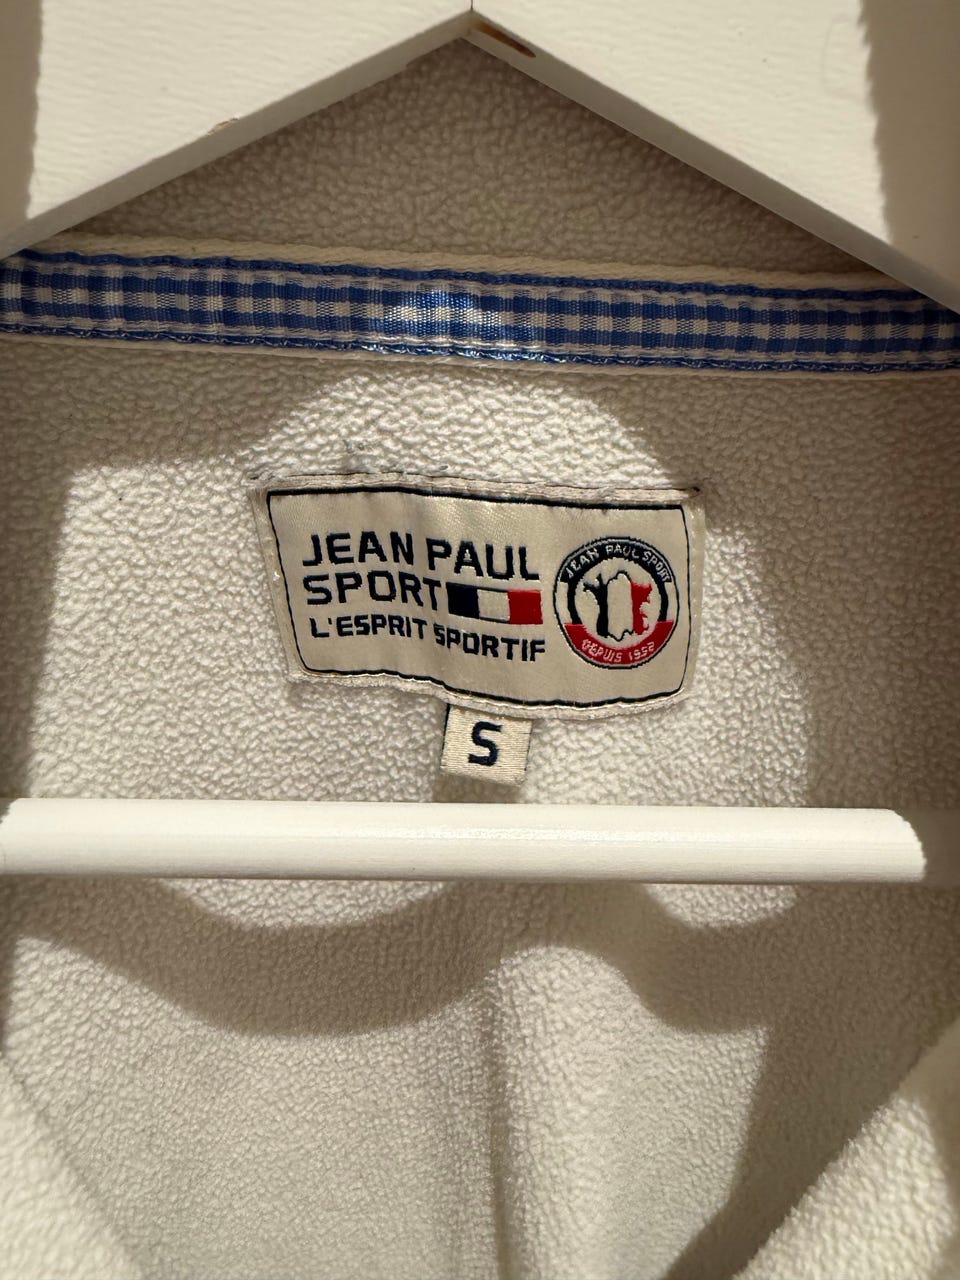 JEAN PAUL
SPORT
L'ESPRIT SPORTIF
JEAN PAUL SPORT
DEPUIS 1952
S